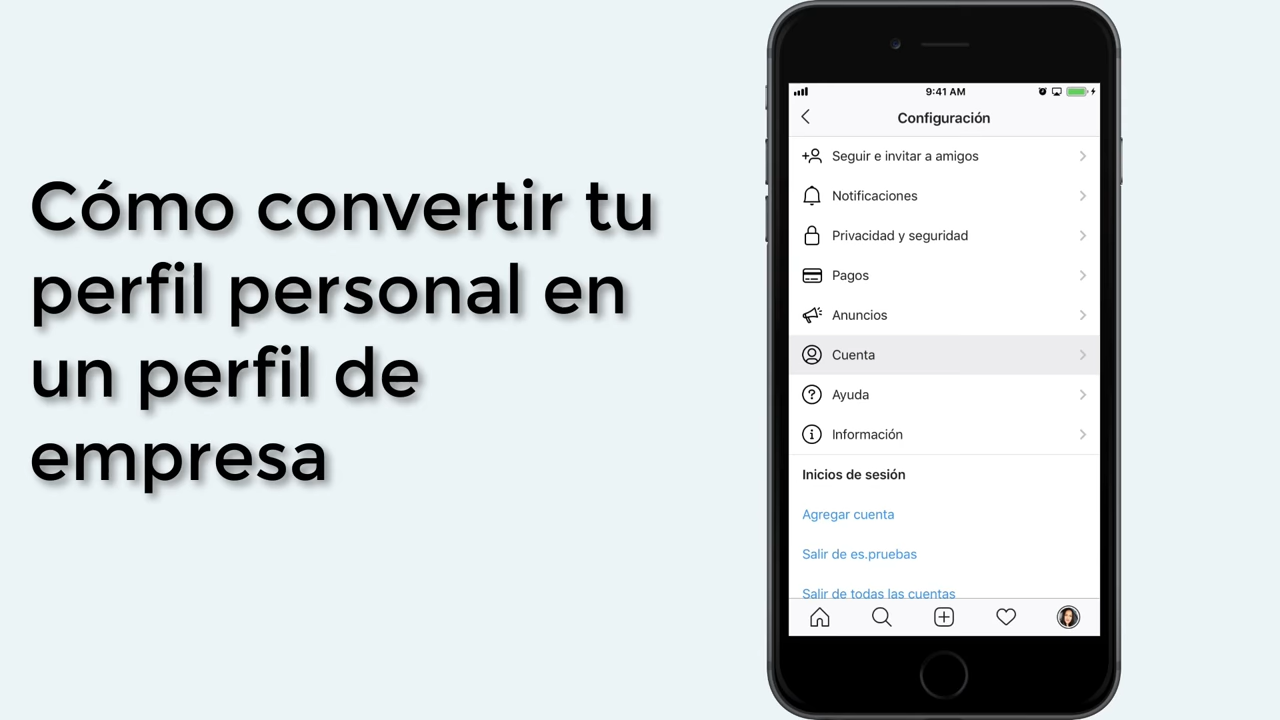 Cómo convertir tu
perfil personal en
un perfil de
empresa
9:41 AM
Configuración
Seguir e invitar a amigos
Notificaciones
Privacidad y seguridad
Pagos
Anuncios
Cuenta
Ayuda
Información
Inicios de sesión
Agregar cuenta
Salir de es.pruebas
Salir de todas las cuentas